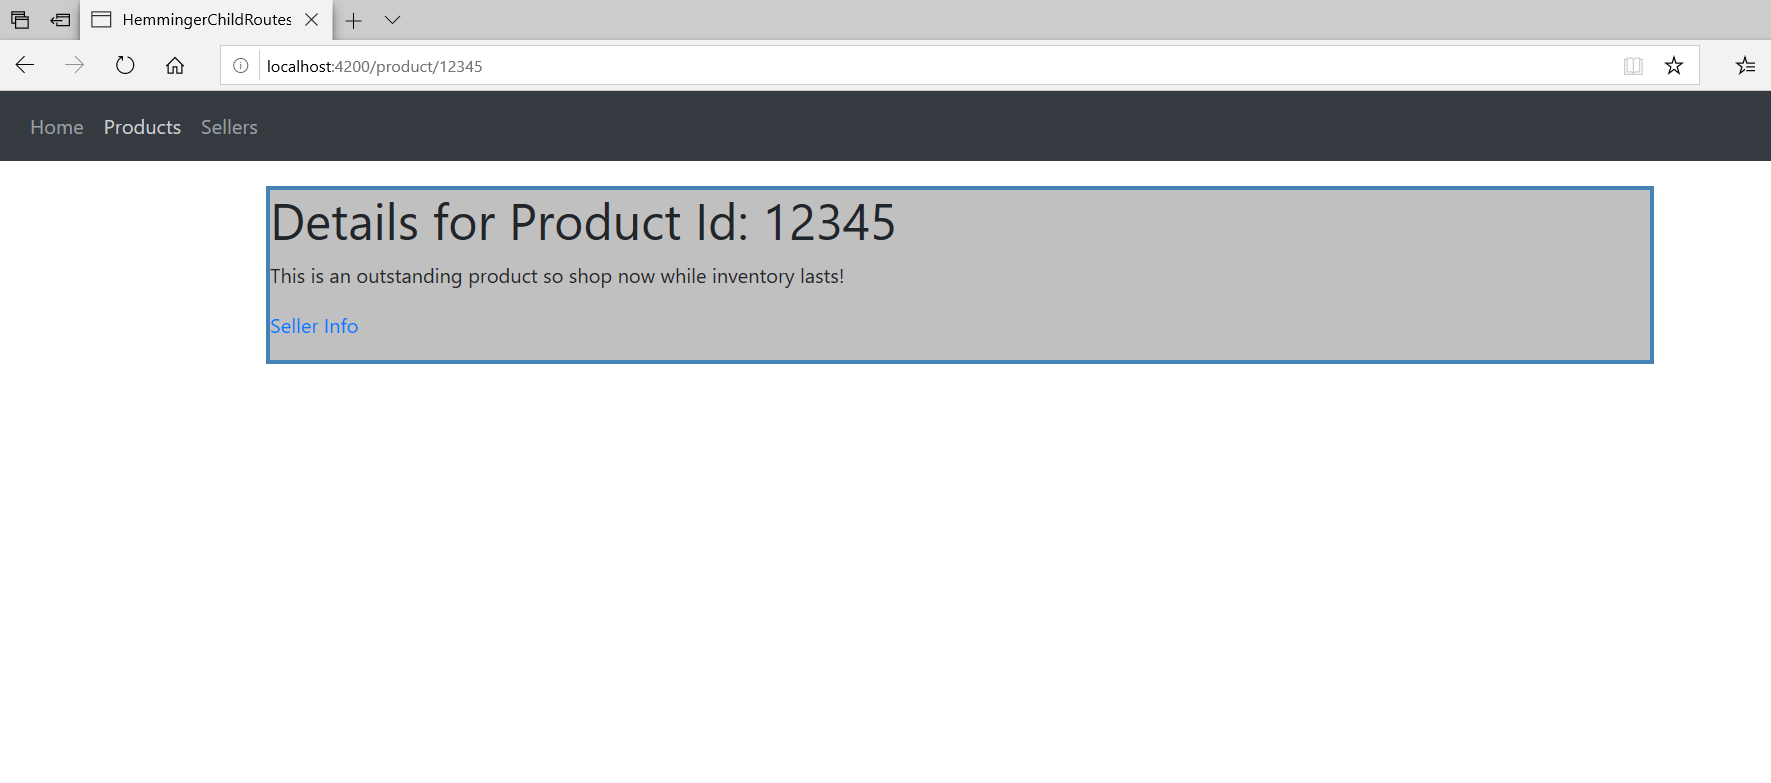 HemmingerChildRoutes
localhost:4200/product/12345
Home Products Sellers
Details for Product Id: 12345
This is an outstanding product so shop now while inventory lasts!
Seller Info